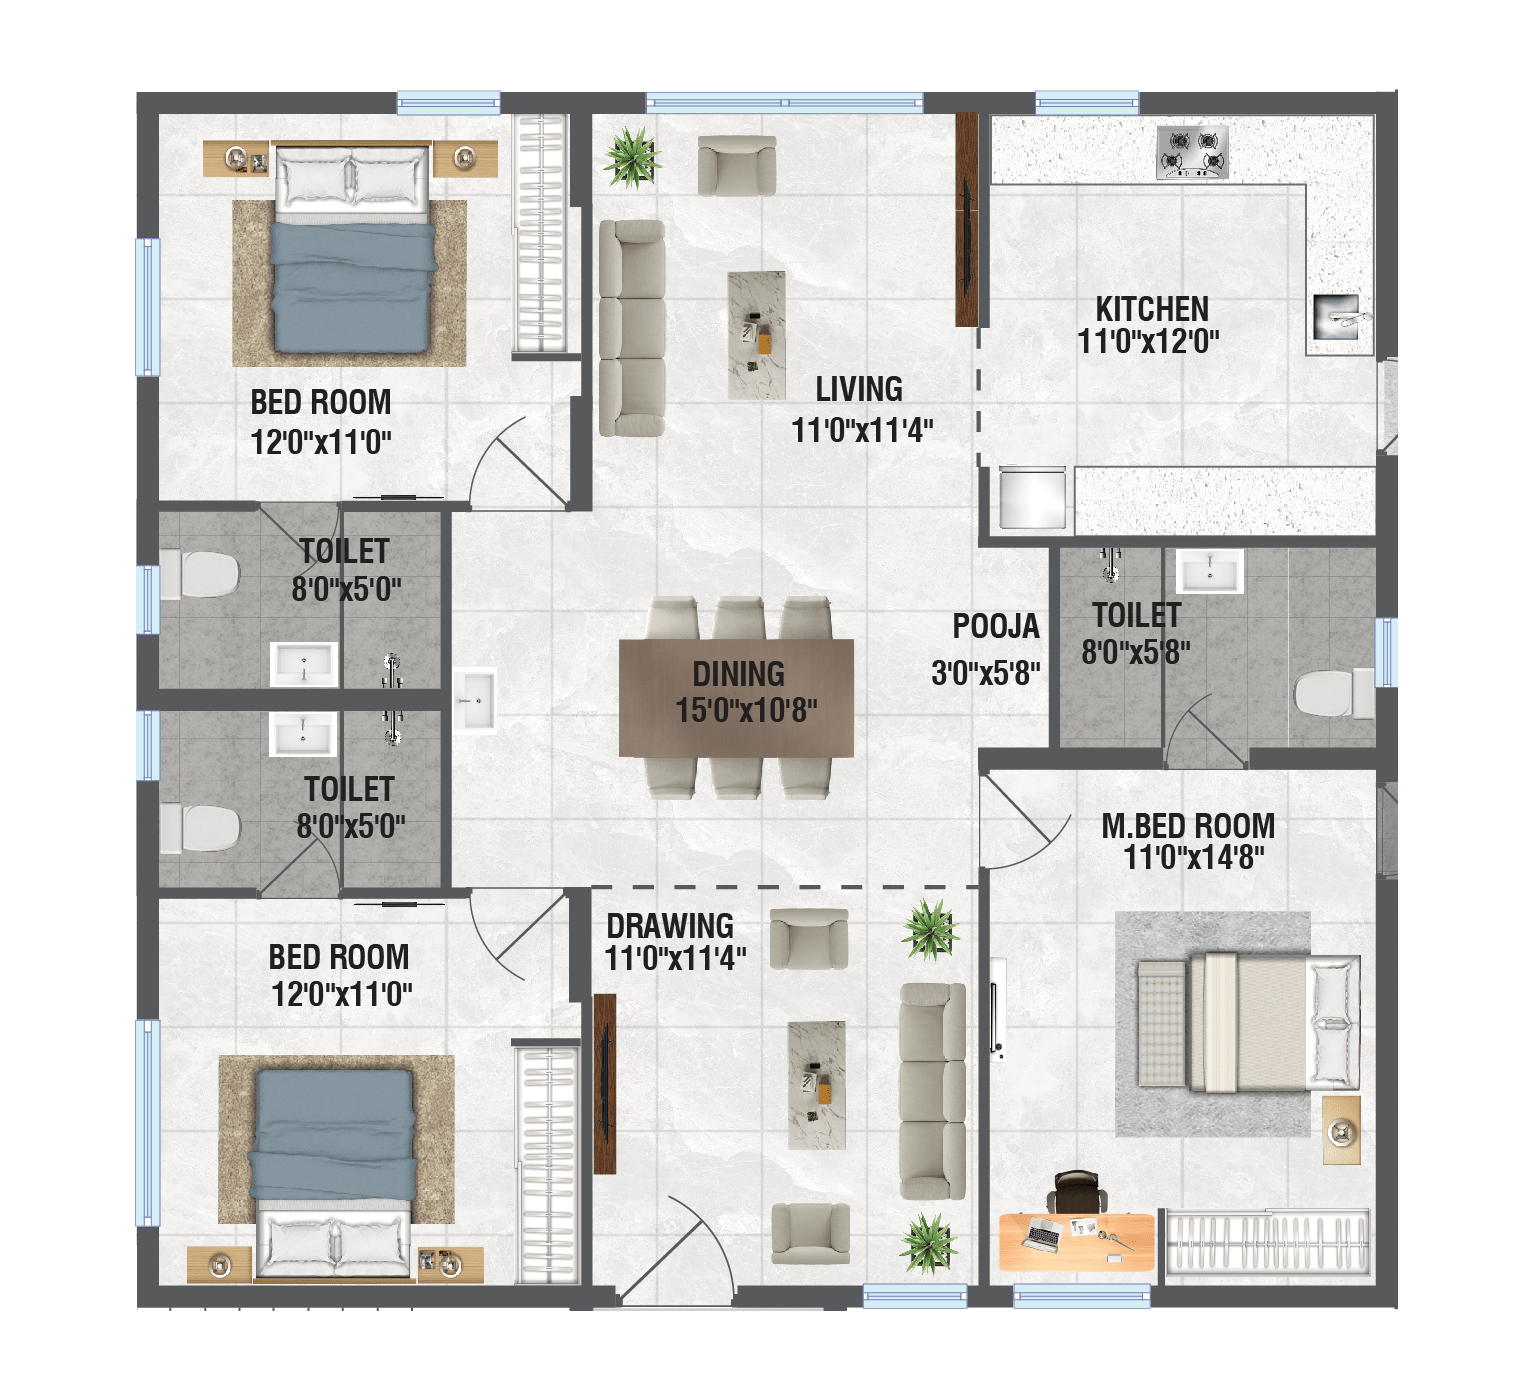 KITCHEN
11'0"x12'0"
BED ROOM
12'0"x11'0"
LIVING
11'0"x11'4"
TOILET
8'0"x5'0"
POOJA
3'0"x5'8"
TOILET
8'0"x5'8"
DINING
15'0"x10'8"
TOILET
8'0"x5'0"
M.BED ROOM
11'0"x14'8"
DRAWING
11'0"x11'4"
BED ROOM
12'0"x11'0"